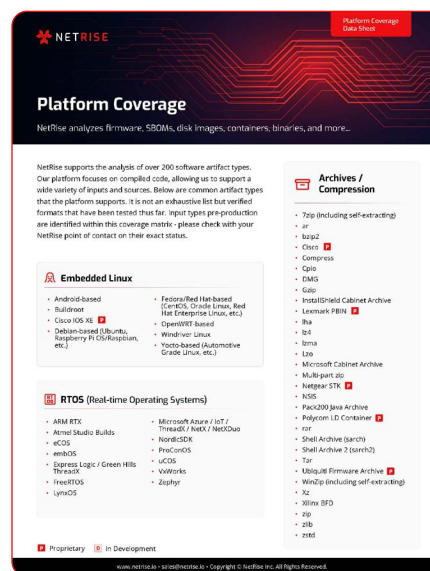 Platform Coverage
Data Sheet
NETRISE
Platform Coverage
NetRise analyzes firmware, SBOMs, disk images, containers, binaries, and more...
NetRise supports the analysis of over 200 software artifact types.
Our platform focuses on compiled code, allowing us to support a
wide variety of inputs and sources. Below are common artifact types
that the platform supports. It is not an exhaustive list but verified
formats that have been tested thus far. Input types pre-production
are identified within this coverage matrix - please check with your
NetRise point of contact on their exact status.
Embedded Linux
• Android-based
• Buildroot
• Cisco IOS XE P
• Debian-based (Ubuntu,
Raspberry Pi OS/Raspbian,
etc.)
• Fedora/Red Hat-based
(CentOS, Oracle Linux, Red
Hat Enterprise Linux, etc.)
• OpenWRT-based
• Windriver Linux
• Yocto-based (Automotive
Grade Linux, etc.)
RTOS (Real-time Operating Systems)
• ARM RTX
• Atmel Studio Builds
• eCOS
• embOS
• Express Logic / Green Hills
ThreadX
• FreeRTOS
• LynxOS
• Microsoft Azure / IoT /
ThreadX / NetX / NetXDuo
• NordicSDK
• ProConOS
• uCOS
• VxWorks
• Zephyr
Archives /
Compression
• 7zip (including self-extracting)
• ar
• bzip2
• Cisco P
• Compress
• Cpio
• DMG
• Gzip
• InstallShield Cabinet Archive
• Lexmark PBIN P
• lha
• lz4
• lzma
• Lzo
• Microsoft Cabinet Archive
• Multi-part zip
• Netgear STK P
• NSIS
• Pack200 Java Archive
• Polycom LD Container P
• rar
• Shell Archive (sarch)
• Shell Archive 2 (sarch2)
• Tar
• Ubiquiti Firmware Archive P
• WinZip (including self-extracting)
• Xz
• Xilinx BFD
• zip
• zlib
• zstd
P Proprietary D In Development
www.netrise.io • sales@netrise.io • Copyright © NetRise Inc. All Rights Reserved.